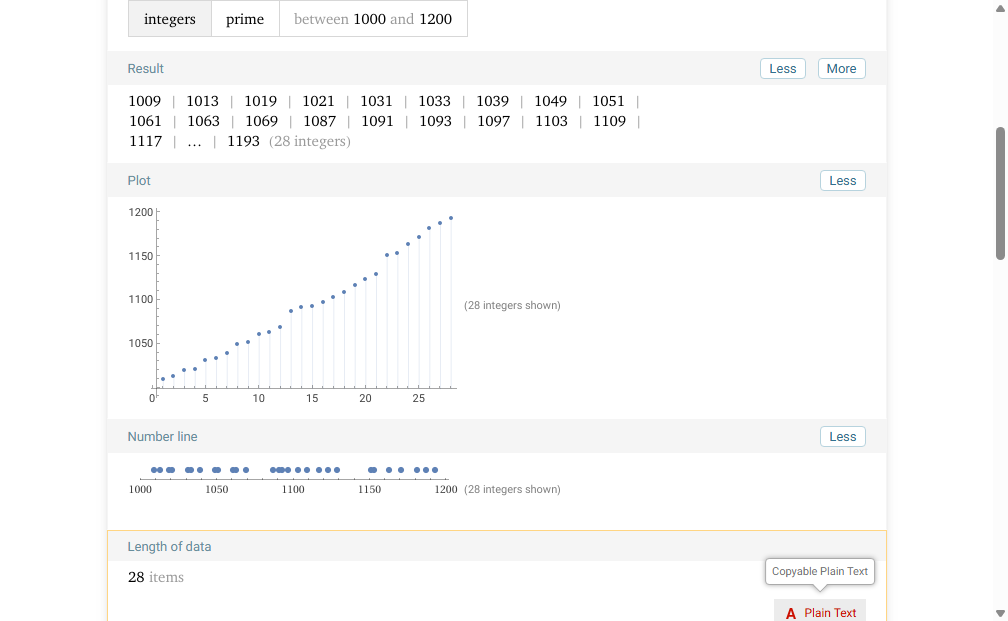 integers prime between 1000 and 1200
Result Less More
1009 | 1013 | 1019 | 1021 | 1031 | 1033 | 1039 | 1049 | 1051 |
1061 | 1063 | 1069 | 1087 | 1091 | 1093 | 1097 | 1103 | 1109 |
1117 | … | 1193 (28 integers)
Plot Less
1200
1150
1100
1050
(28 integers shown)
0 5 10 15 20 25
Number line Less
1000 1050 1100 1150 1200 (28 integers shown)
Length of data
28 items
Copyable Plain Text
A Plain Text